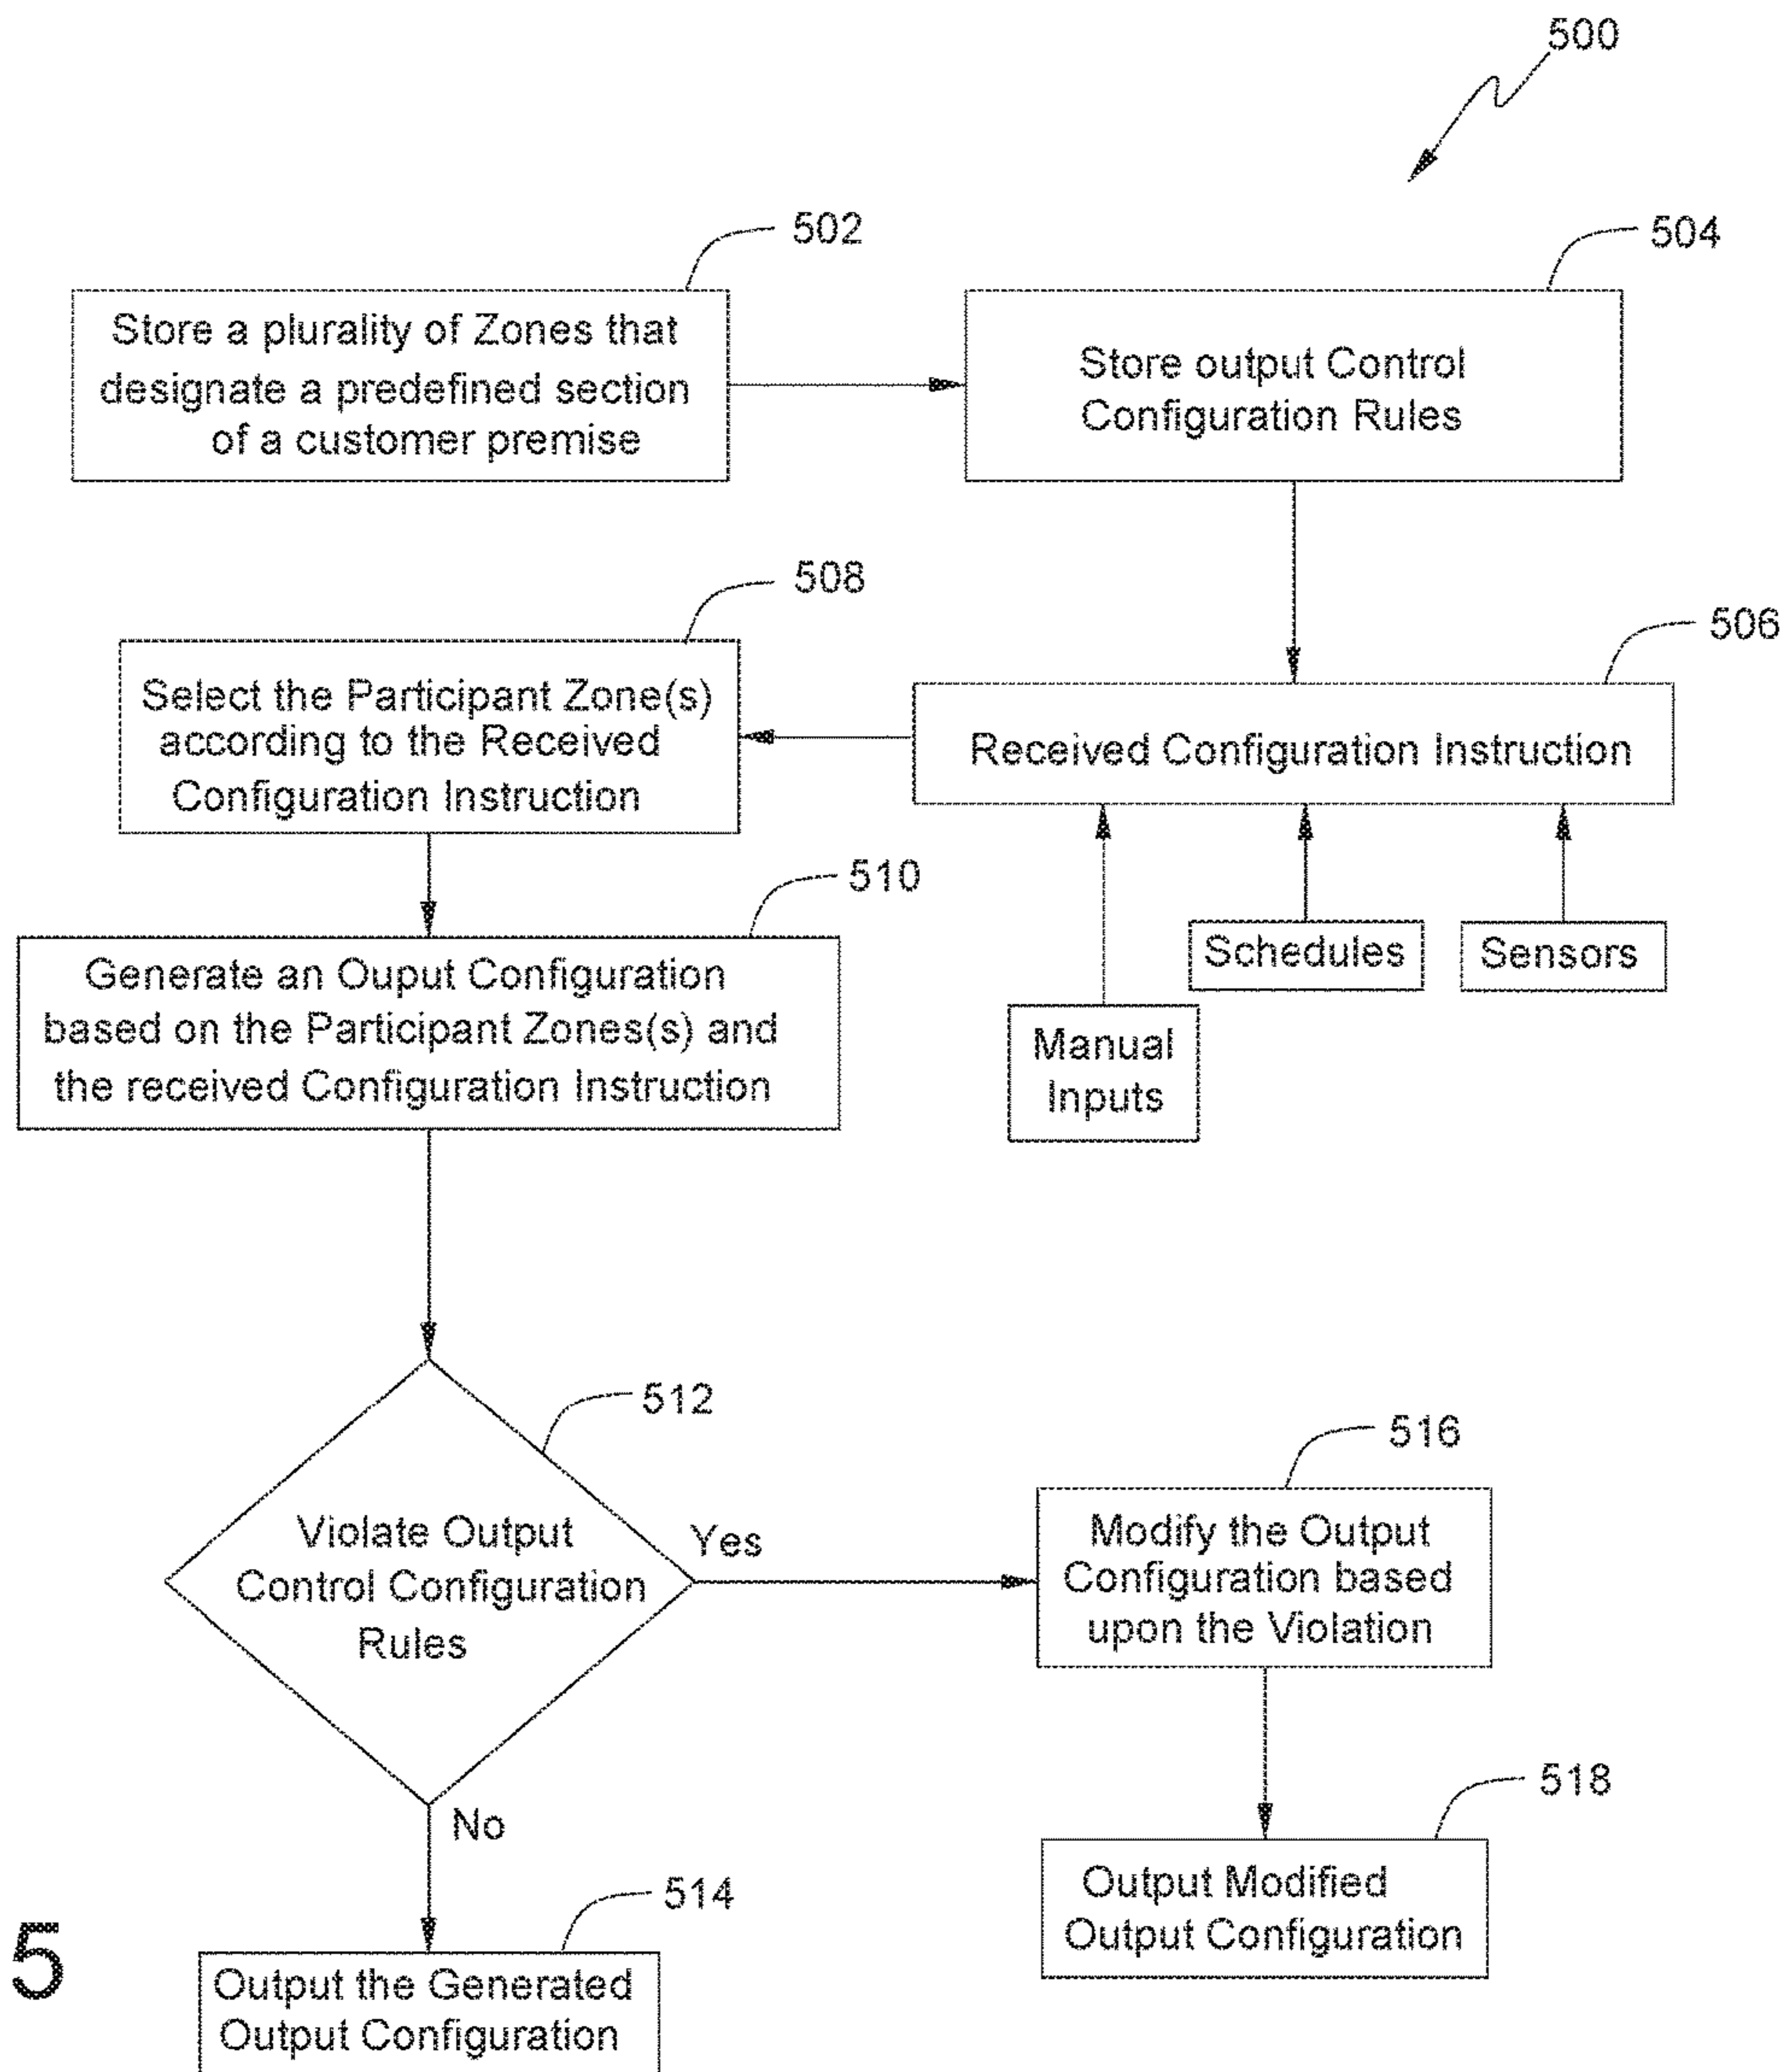 500
502
504
Store a plurality of Zones that
designate a predefined section
of a customer premise
Store output Control
Configuration Rules
508
506
Select the Participant Zone(s)
according to the Received
Configuration Instruction
Received Configuration Instruction
510
Schedules
Sensors
Manual
Inputs
Generate an Ouput Configuration
based on the Participant Zones(s) and
the received Configuration Instruction
512
Violate Output
Control Configuration
Rules
Yes
No
516
Modify the Output
Configuration based
upon the Violation
518
Output Modified
Output Configuration
514
Output the Generated
Output Configuration
5